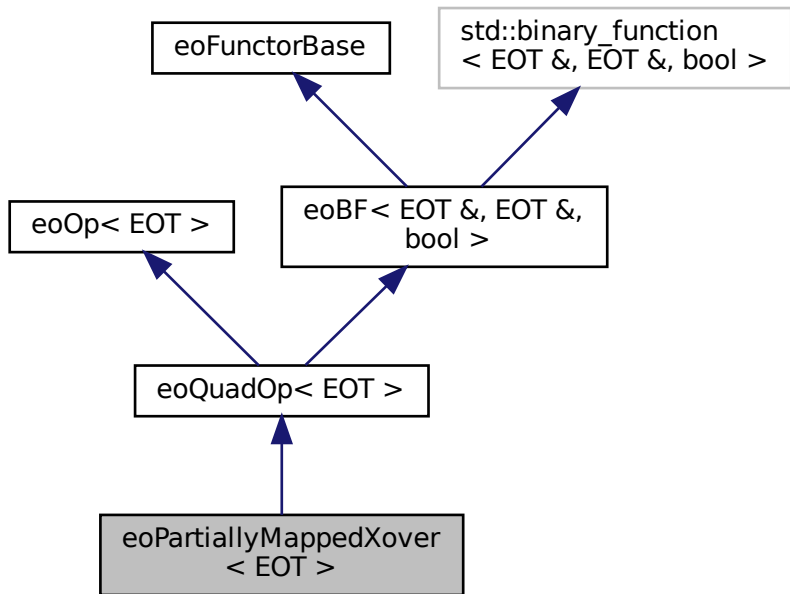 eoFunctorBase
std::binary_function
< EOT &, EOT &, bool >
eoOp< EOT >
eoBF< EOT &, EOT &,
bool >
eoQuadOp< EOT >
eoPartiallyMappedXover
< EOT >